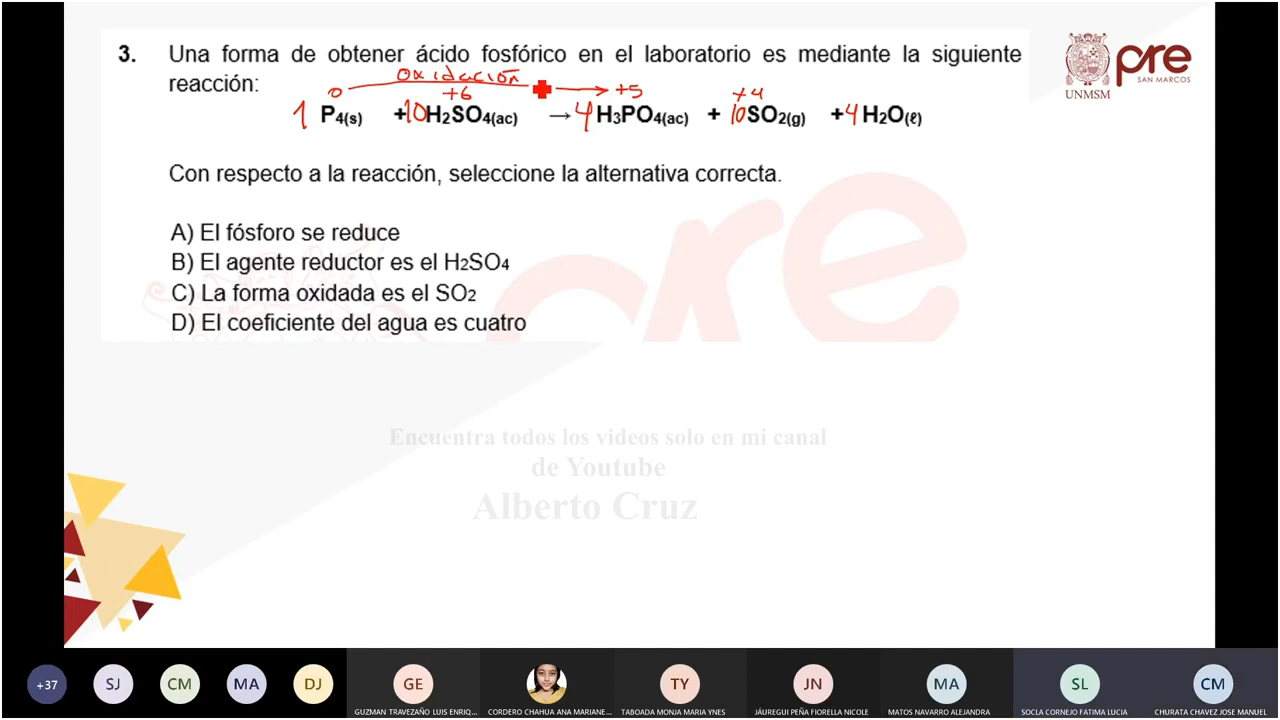 3. Una forma de obtener ácido fosfórico en el laboratorio es mediante la siguiente
reacción:
oxidación
0 +6 +5 +4
1 P4(s) + 10 H2SO4(ac) → 4 H3PO4(ac) + 10 SO2(g) + 4 H2O(ℓ)
Con respecto a la reacción, seleccione la alternativa correcta.
A) El fósforo se reduce
B) El agente reductor es el H2SO4
C) La forma oxidada es el SO2
D) El coeficiente del agua es cuatro
UNMSM
pre
SAN MARCOS
pre
Encuentra todos los videos solo en mi canal
de Youtube
Alberto Cruz
+37 SJ CM MA DJ GE TY JN MA SL CM
GUZMAN TRAVEZAÑO LUIS ENRIQ... CORDERO CHAHUA ANA MARIANE... TABOADA MONJA MARIA YNES JÁUREGUI PEÑA FIORELLA NICOLE MATOS NAVARRO ALEJANDRA SOCLA CORNEJO FATIMA LUCIA CHURATA CHAVEZ JOSE MANUEL